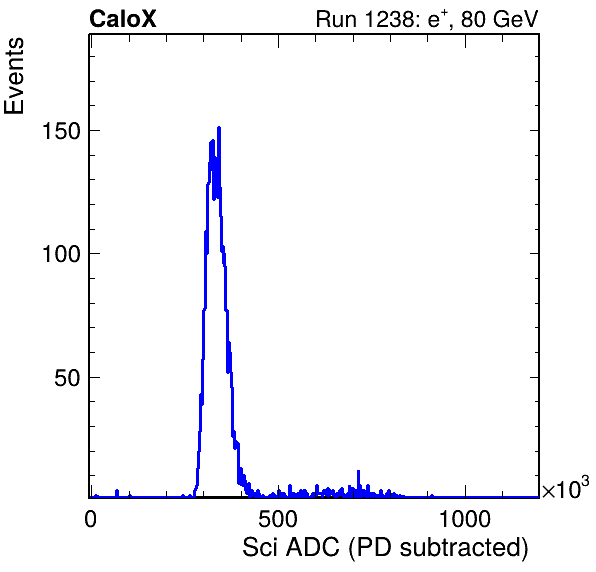 CaloX Run 1238: e⁺, 80 GeV
Events
150
100
50
0 500 1000 ×10³
Sci ADC (PD subtracted)